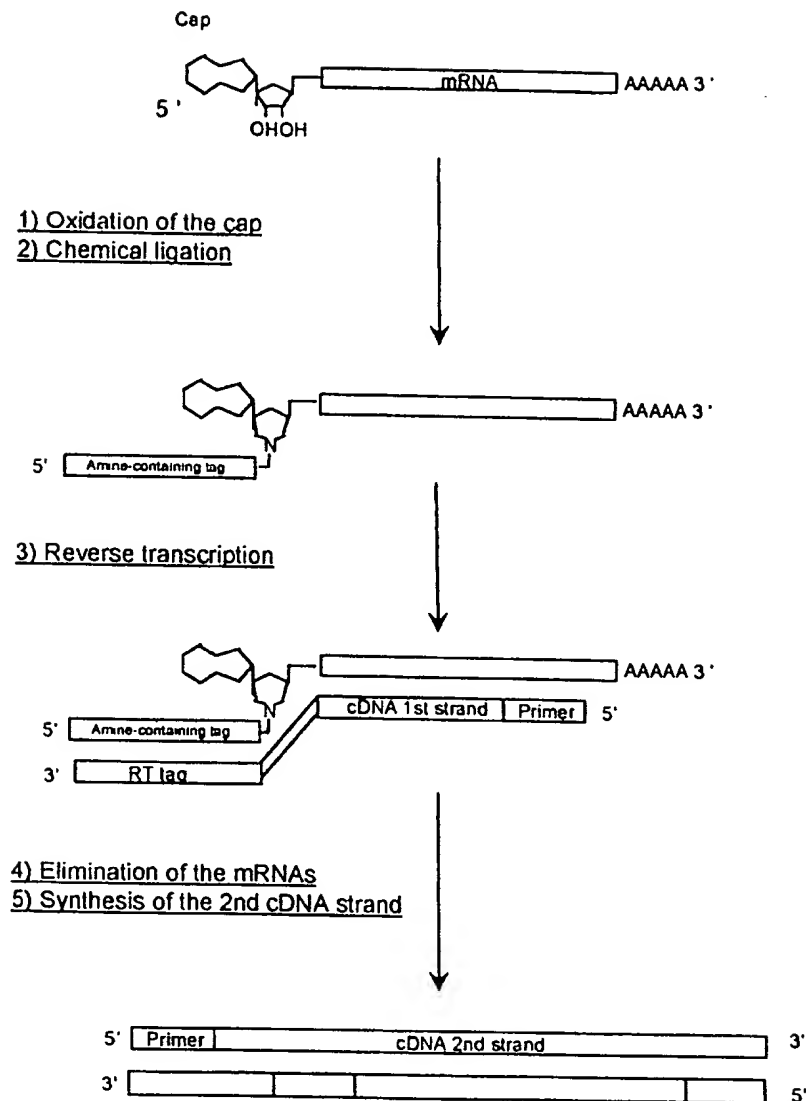 Cap
mRNA
AAAAA 3 '
5 '
OHOH
1) Oxidation of the cap
2) Chemical ligation
AAAAA 3 '
N
5' Amine-containing tag
3) Reverse transcription
AAAAA 3 '
N
cDNA 1st strand Primer 5'
5' Amine-containing tag
3' RT tag
4) Elimination of the mRNAs
5) Synthesis of the 2nd cDNA strand
5' Primer cDNA 2nd strand 3'
3' 5'